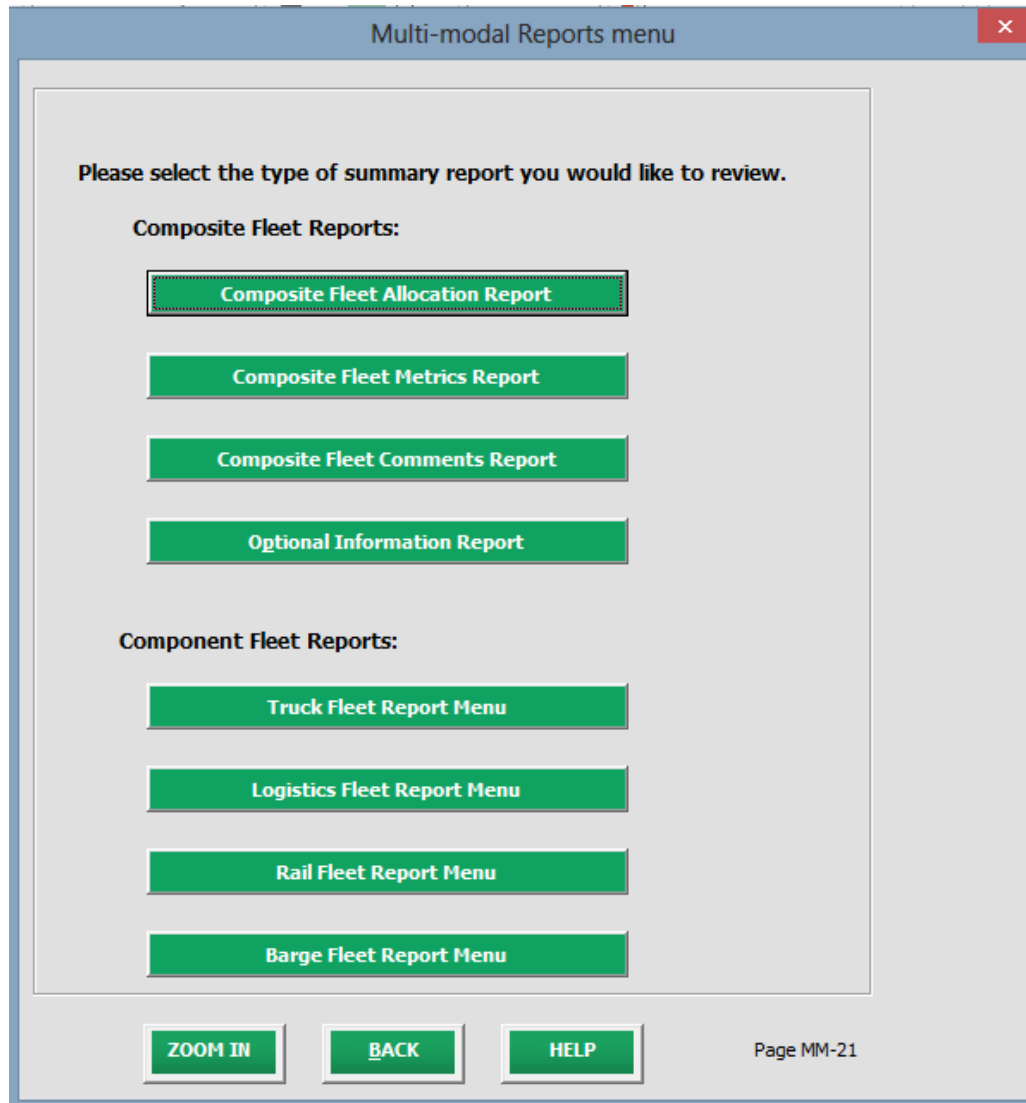 Multi-modal Reports menu
Please select the type of summary report you would like to review.
Composite Fleet Reports:
Composite Fleet Allocation Report
Composite Fleet Metrics Report
Composite Fleet Comments Report
Optional Information Report
Component Fleet Reports:
Truck Fleet Report Menu
Logistics Fleet Report Menu
Rail Fleet Report Menu
Barge Fleet Report Menu
ZOOM IN BACK HELP Page MM-21